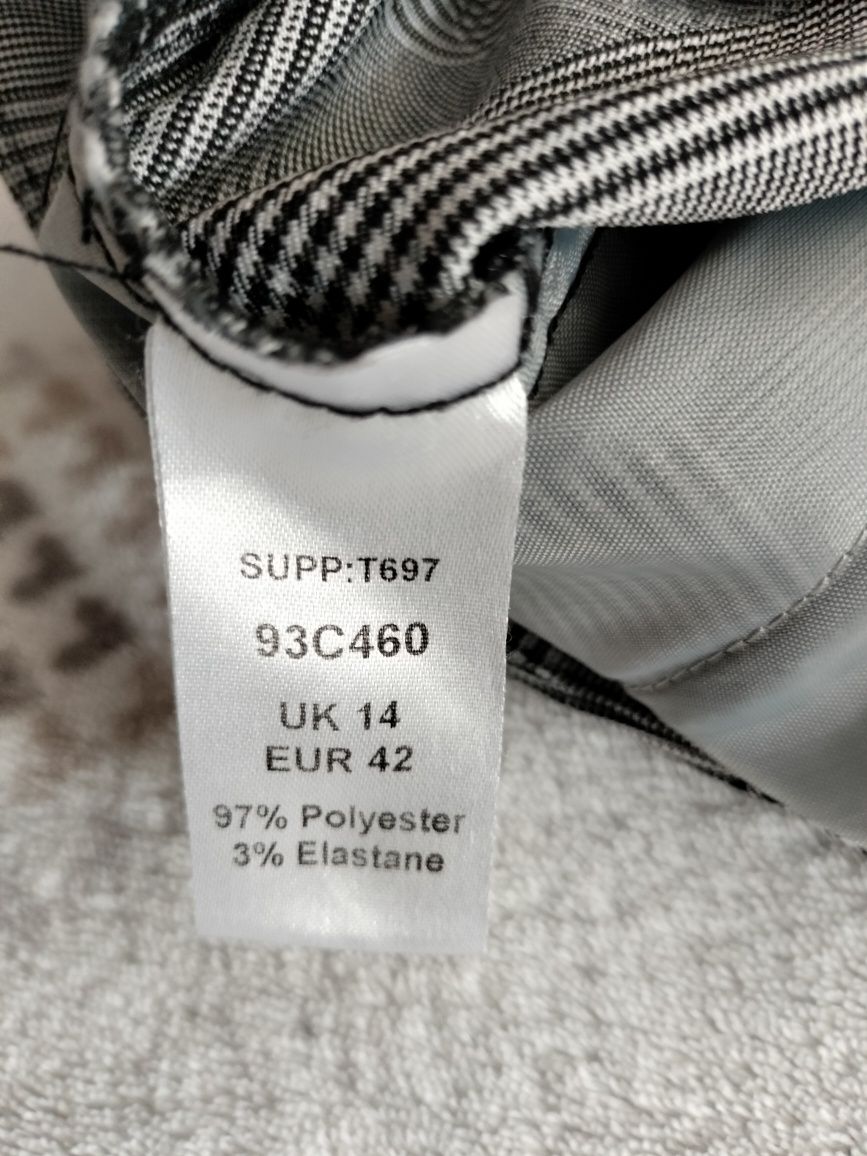 SUPP:T697
93C460
UK 14
EUR 42
97% Polyester
3% Elastane